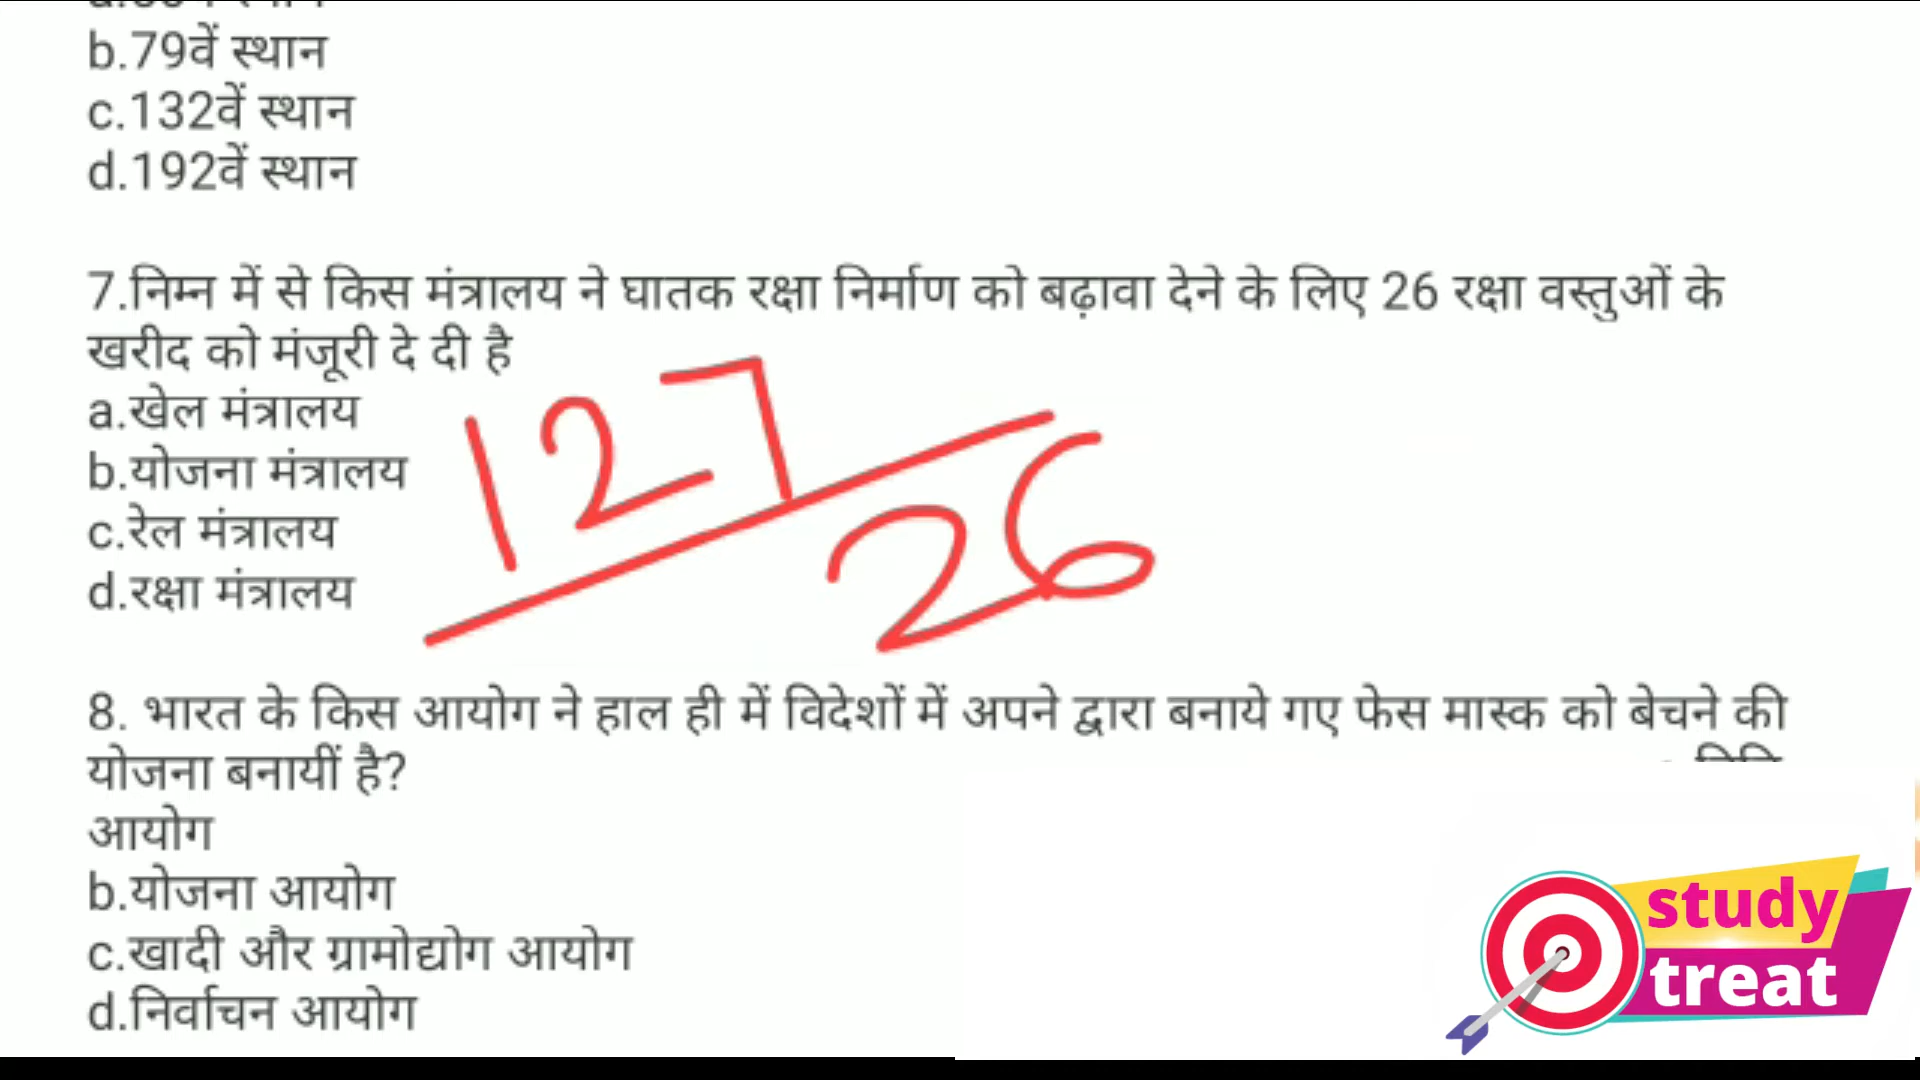 b.79वें स्थान
c.132वें स्थान
d.192वें स्थान
7.निम्न में से किस मंत्रालय ने घातक रक्षा निर्माण को बढ़ावा देने के लिए 26 रक्षा वस्तुओं के
खरीद को मंजूरी दे दी है
a.खेल मंत्रालय
b.योजना मंत्रालय
c.रेल मंत्रालय
d.रक्षा मंत्रालय
127
26
8. भारत के किस आयोग ने हाल ही में विदेशों में अपने द्वारा बनाये गए फेस मास्क को बेचने की
योजना बनायीं है?
आयोग
b.योजना आयोग
c.खादी और ग्रामोद्योग आयोग
d.निर्वाचन आयोग
study
treat